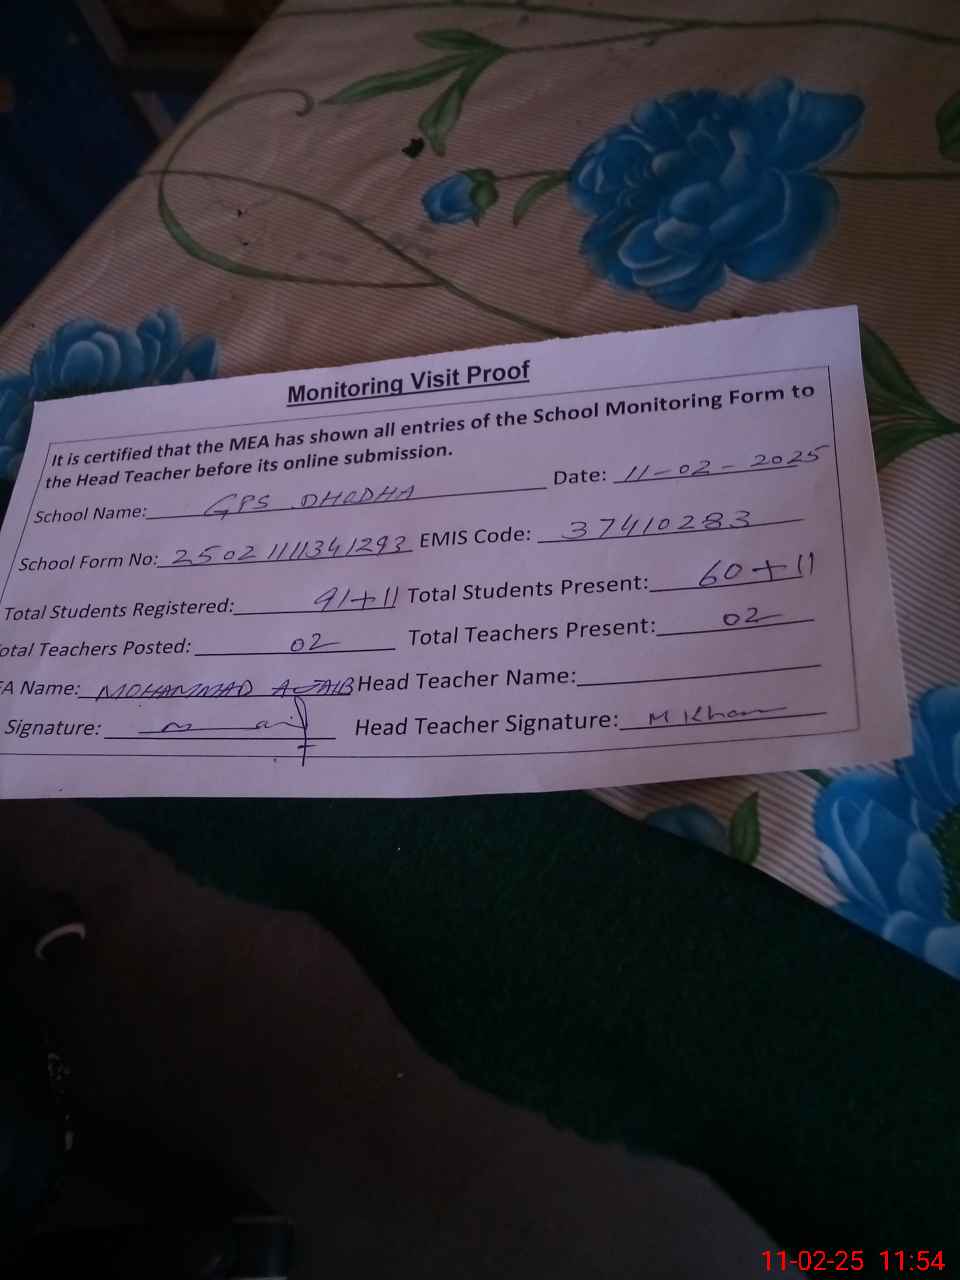 Monitoring Visit Proof
It is certified that the MEA has shown all entries of the School Monitoring Form to
the Head Teacher before its online submission.
School Name: GPS DHODHA Date: 11-02-2025
School Form No: 25021111341293 EMIS Code: 37410283
Total Students Registered: 91+11 Total Students Present: 60+11
otal Teachers Posted: 02 Total Teachers Present: 02
EA Name: MOHAMMAD AJAIB Head Teacher Name:
Signature: Head Teacher Signature: M Khan
11-02-25 11:54